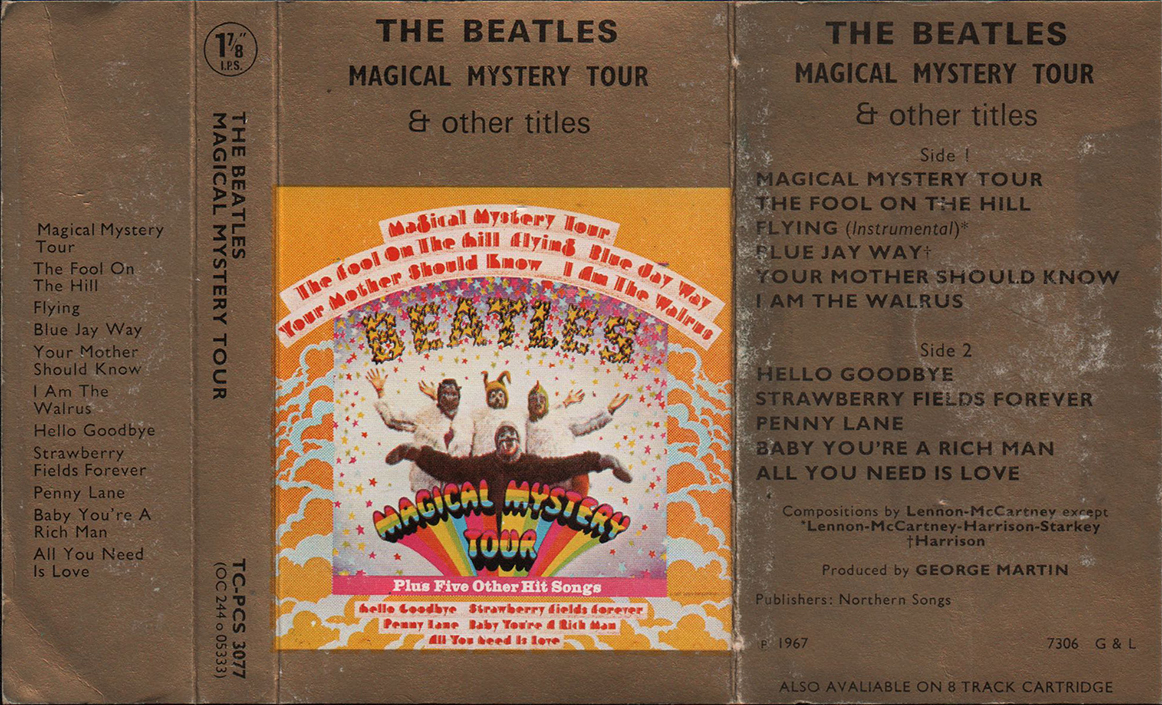 Magical Mystery
Tour
The Fool On
The Hill
Flying
Blue Jay Way
Your Mother
Should Know
I Am The
Walrus
Hello Goodbye
Strawberry
Fields Forever
Penny Lane
Baby You're A
Rich Man
All You Need
Is Love
1⅞"
I.P.S.
THE BEATLES
MAGICAL MYSTERY TOUR
TC-PCS 3077
(OC 244 o 05333)
THE BEATLES
MAGICAL MYSTERY TOUR
& other titles
Magical Mystery Tour
The Fool On The Hill Flying Blue Jay Way
Your Mother Should Know I Am The Walrus
BEATLES
MAGICAL MYSTERY
TOUR
Plus Five Other Hit Songs
Hello Goodbye Strawberry Fields Forever
Penny Lane Baby You're A Rich Man
All You Need Is Love
THE BEATLES
MAGICAL MYSTERY TOUR
& other titles
Side 1
MAGICAL MYSTERY TOUR
THE FOOL ON THE HILL
FLYING (Instrumental)*
BLUE JAY WAY†
YOUR MOTHER SHOULD KNOW
I AM THE WALRUS
Side 2
HELLO GOODBYE
STRAWBERRY FIELDS FOREVER
PENNY LANE
BABY YOU'RE A RICH MAN
ALL YOU NEED IS LOVE
Compositions by Lennon-McCartney except
*Lennon-McCartney-Harrison-Starkey
†Harrison
Produced by GEORGE MARTIN
Publishers: Northern Songs
℗ 1967
7306 G & L
ALSO AVALIABLE ON 8 TRACK CARTRIDGE